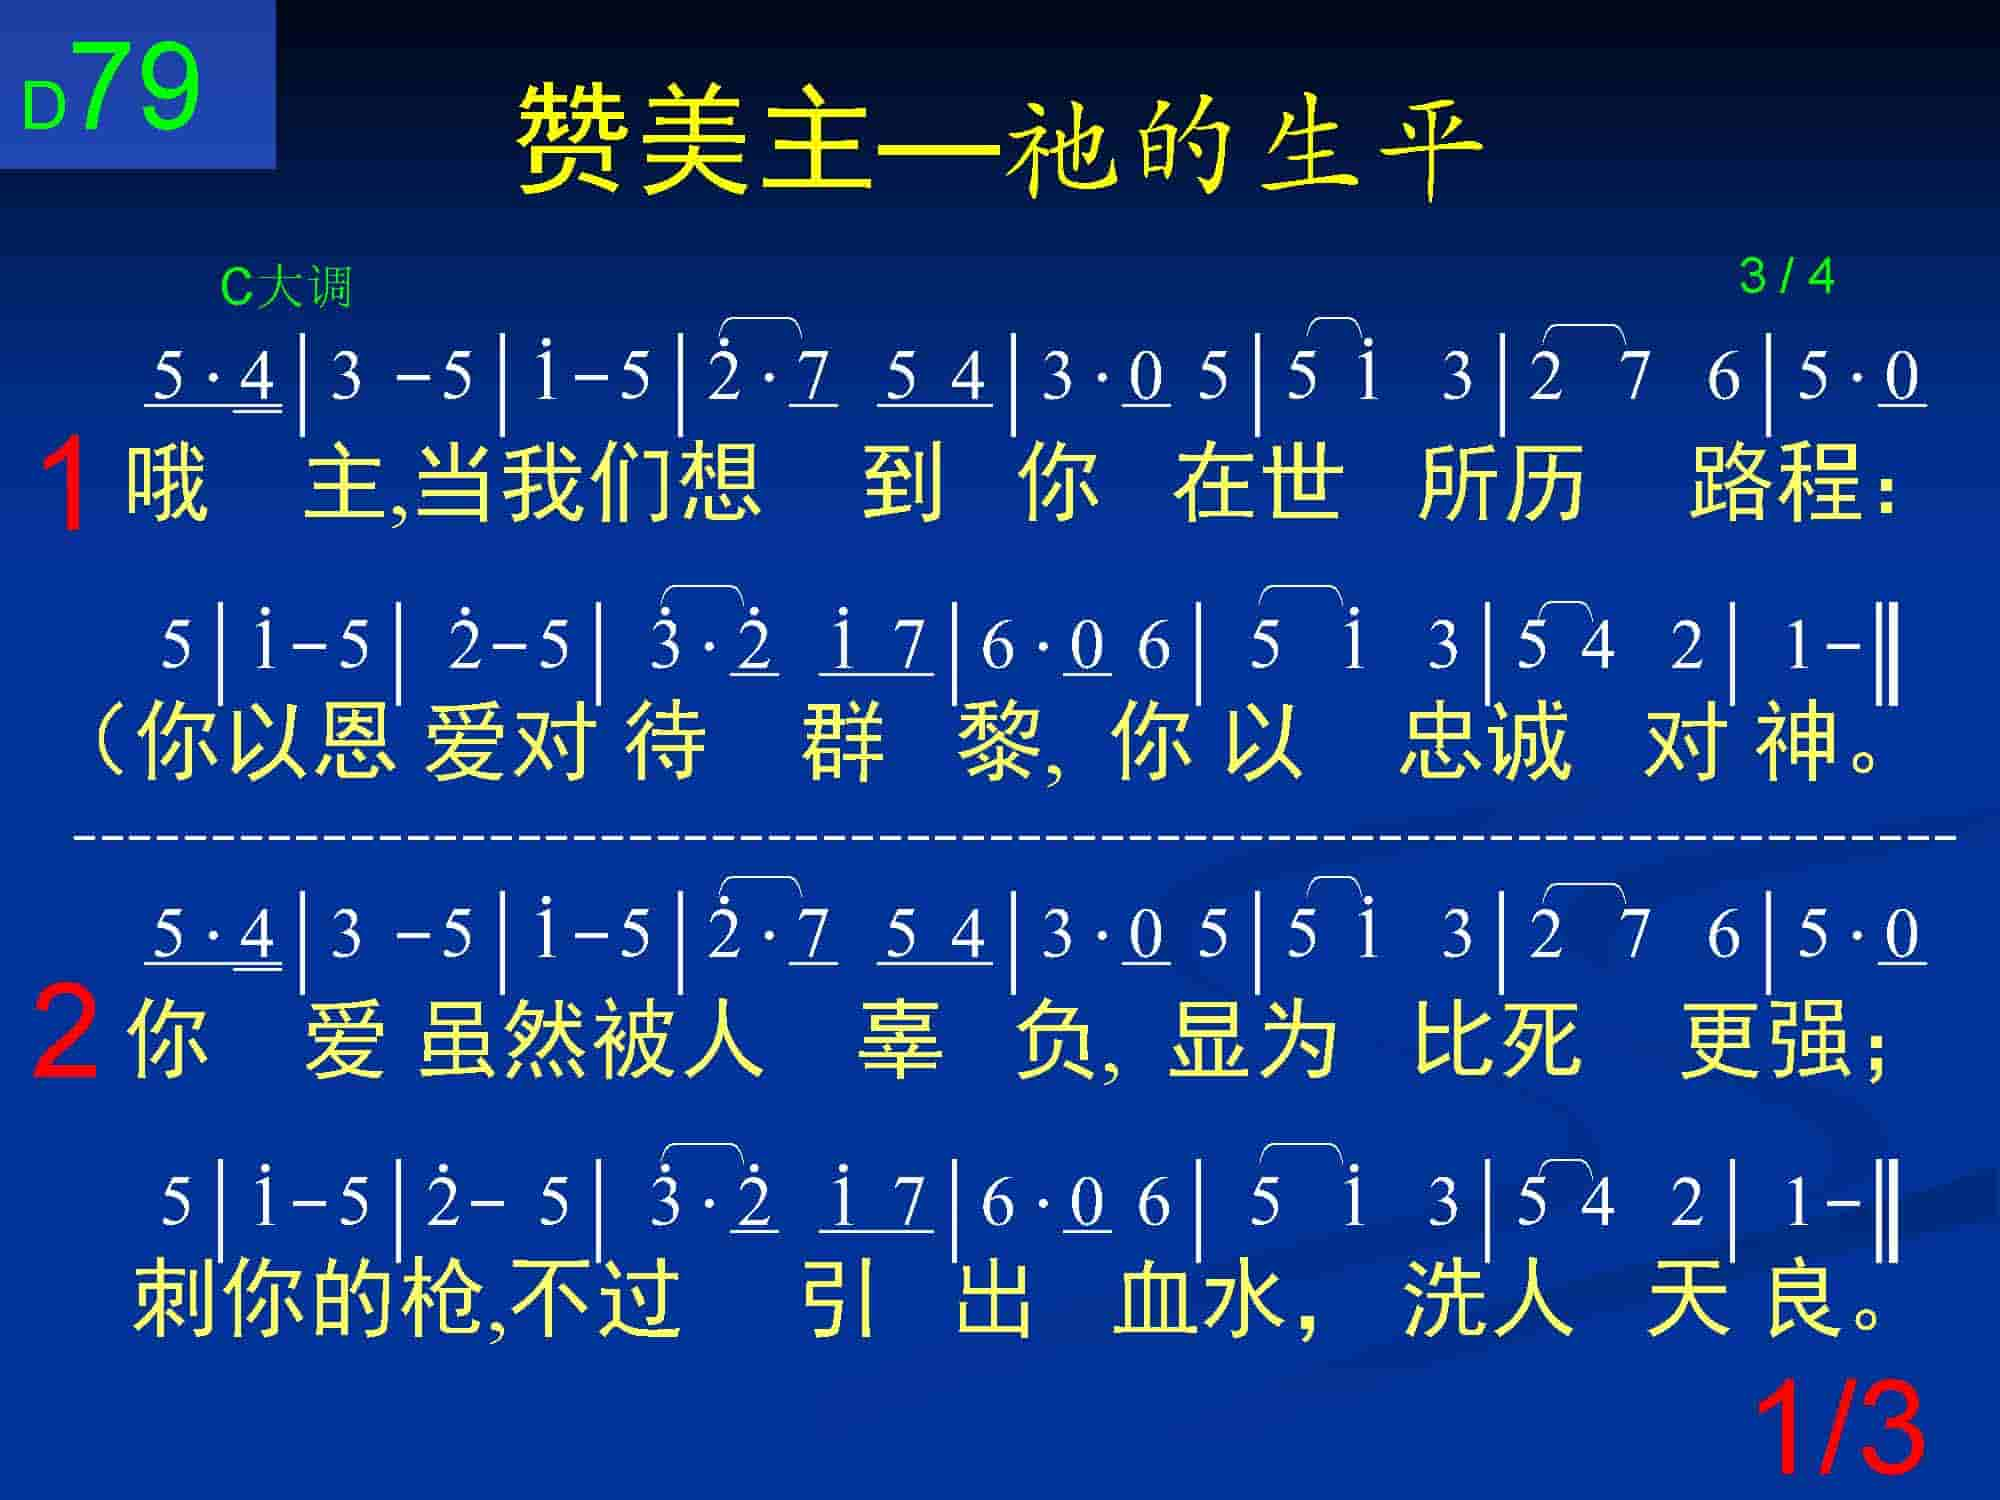 D79
赞美主—祂的生平
C大调 3 / 4
5 · 4 | 3 － 5 | i － 5 | 2̇ · 7 5 4 | 3 · 0 5 | 5 i 3 | 2 7 6 | 5 · 0
1 哦 主,当我们想 到 你 在世 所历 路程：
5 | i － 5 | 2̇ － 5 | 3̇ · 2̇ i 7 | 6 · 0 6 | 5 i 3 | 5 4 2 | 1 － ‖
（你以恩 爱对 待 群 黎, 你 以 忠诚 对 神。
5 · 4 | 3 － 5 | i － 5 | 2̇ · 7 5 4 | 3 · 0 5 | 5 i 3 | 2 7 6 | 5 · 0
2 你 爱 虽然被人 辜 负, 显为 比死 更强；
5 | i － 5 | 2̇ － 5 | 3̇ · 2̇ i 7 | 6 · 0 6 | 5 i 3 | 5 4 2 | 1 － ‖
刺你的枪,不过 引 出 血水， 洗人 天 良。
1/3